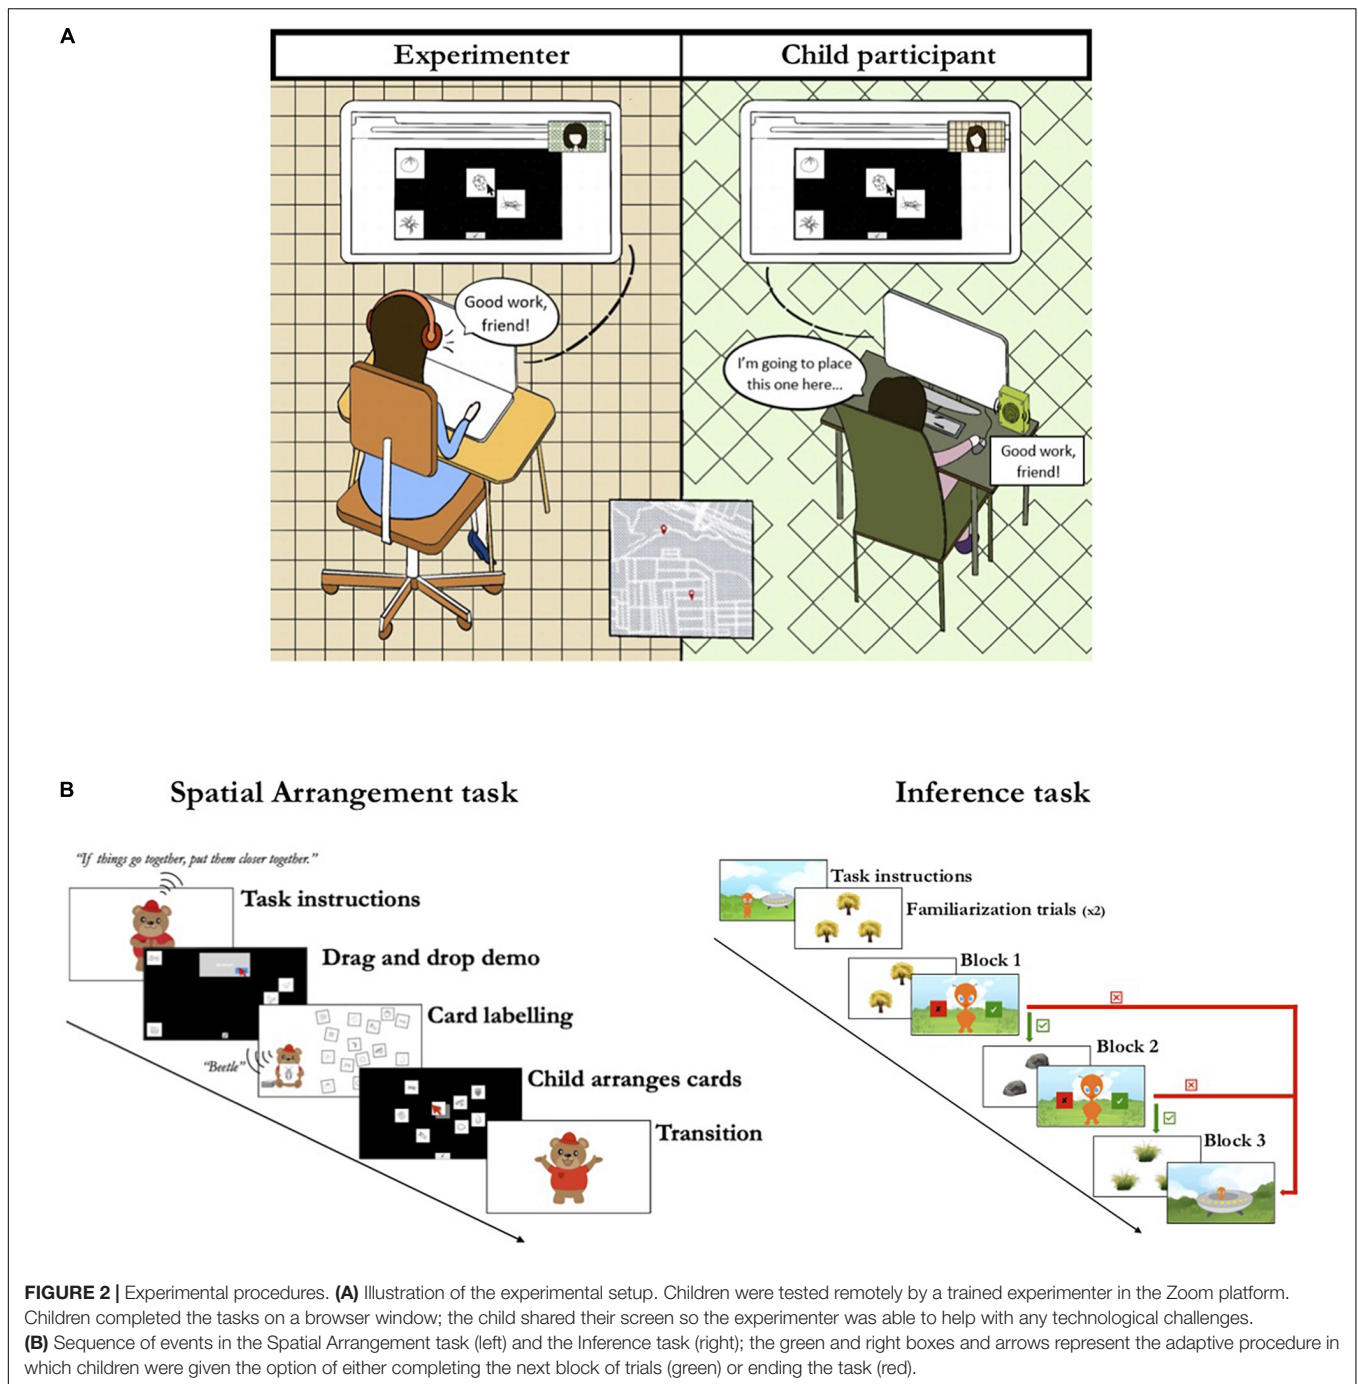 A
Experimenter
Child participant
Good work,
friend!
I'm going to place
this one here...
Good work,
friend!
B
Spatial Arrangement task
"If things go together, put them closer together."
Task instructions
Drag and drop demo
Card labelling
"Beetle"
Child arranges cards
Transition
Inference task
Task instructions
Familiarization trials (x2)
Block 1
Block 2
Block 3
FIGURE 2 | Experimental procedures. (A) Illustration of the experimental setup. Children were tested remotely by a trained experimenter in the Zoom platform.
Children completed the tasks on a browser window; the child shared their screen so the experimenter was able to help with any technological challenges.
(B) Sequence of events in the Spatial Arrangement task (left) and the Inference task (right); the green and right boxes and arrows represent the adaptive procedure in
which children were given the option of either completing the next block of trials (green) or ending the task (red).